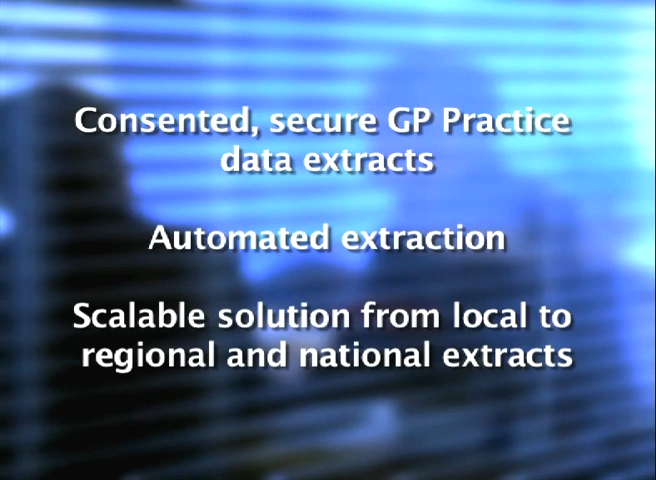 Consented, secure GP Practice
data extracts
Automated extraction
Scalable solution from local to
regional and national extracts